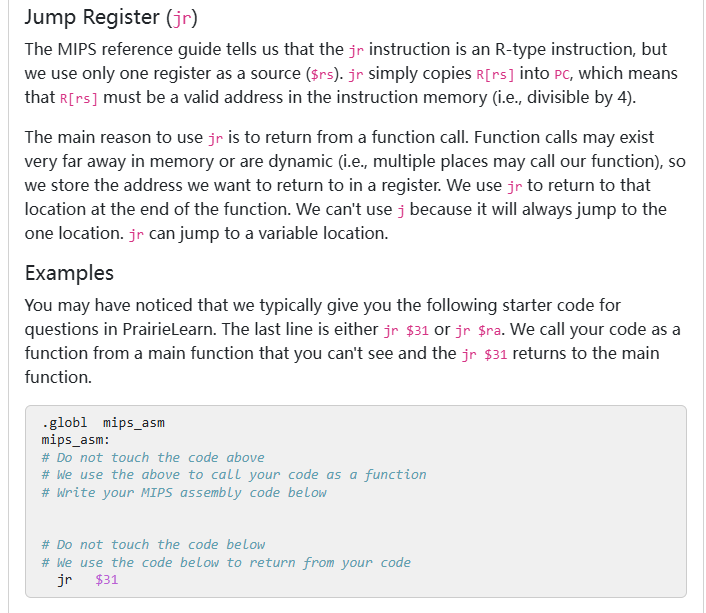 Jump Register (jr)
The MIPS reference guide tells us that the jr instruction is an R-type instruction, but
we use only one register as a source ($rs). jr simply copies R[rs] into PC, which means
that R[rs] must be a valid address in the instruction memory (i.e., divisible by 4).
The main reason to use jr is to return from a function call. Function calls may exist
very far away in memory or are dynamic (i.e., multiple places may call our function), so
we store the address we want to return to in a register. We use jr to return to that
location at the end of the function. We can't use j because it will always jump to the
one location. jr can jump to a variable location.
Examples
You may have noticed that we typically give you the following starter code for
questions in PrairieLearn. The last line is either jr $31 or jr $ra. We call your code as a
function from a main function that you can't see and the jr $31 returns to the main
function.
.globl  mips_asm
mips_asm:
# Do not touch the code above
# We use the above to call your code as a function
# Write your MIPS assembly code below
# Do not touch the code below
# We use the code below to return from your code
  jr   $31